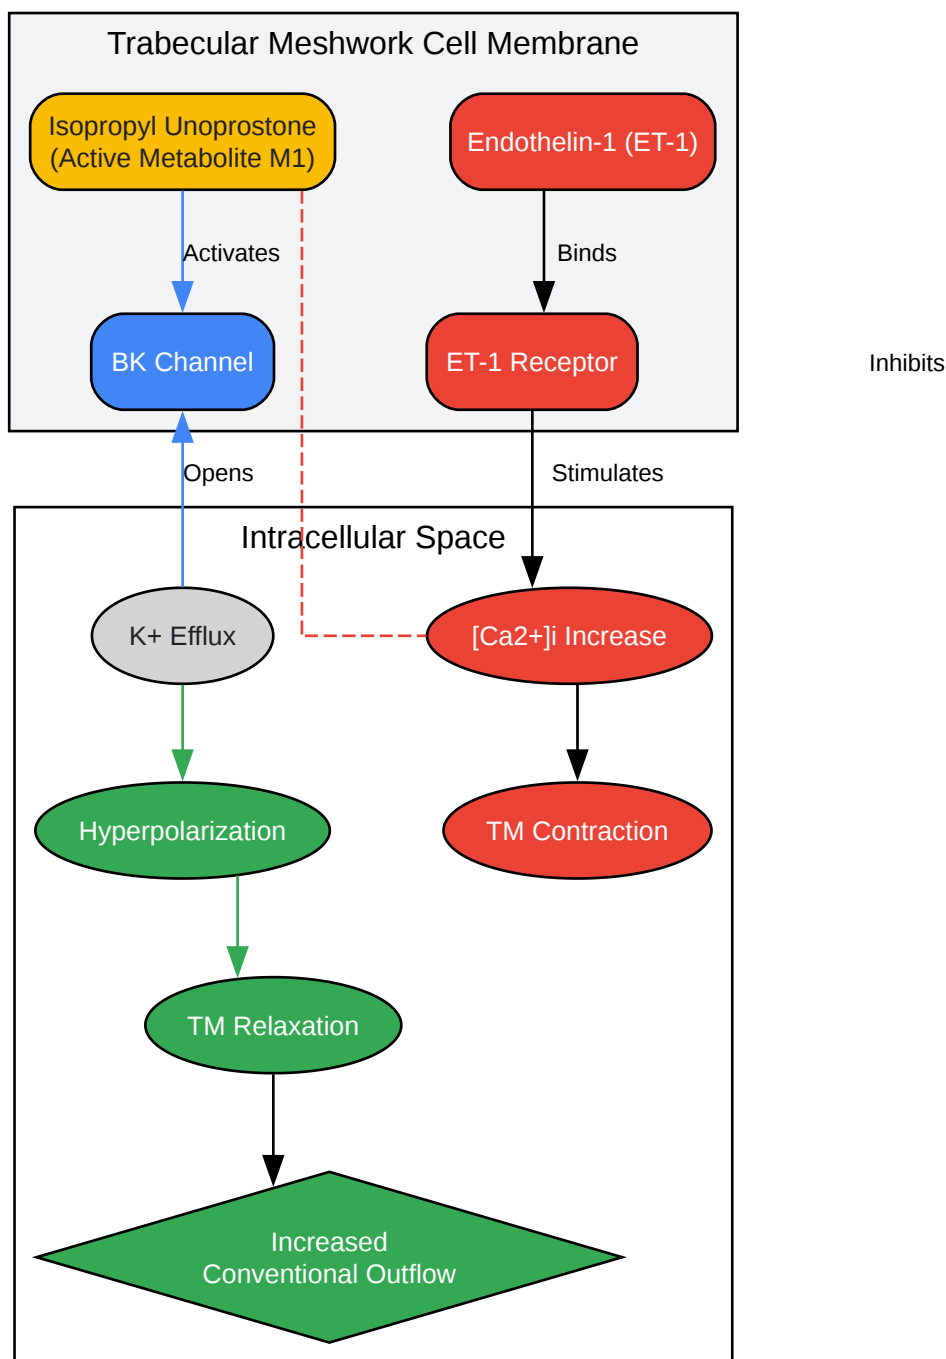 Trabecular Meshwork Cell Membrane
Isopropyl Unoprostone
(Active Metabolite M1)
Endothelin-1 (ET-1)
Activates
Binds
BK Channel
ET-1 Receptor
Inhibits
Opens
Stimulates
Intracellular Space
K+ Efflux
[Ca2+]i Increase
Hyperpolarization
TM Contraction
TM Relaxation
Increased
Conventional Outflow